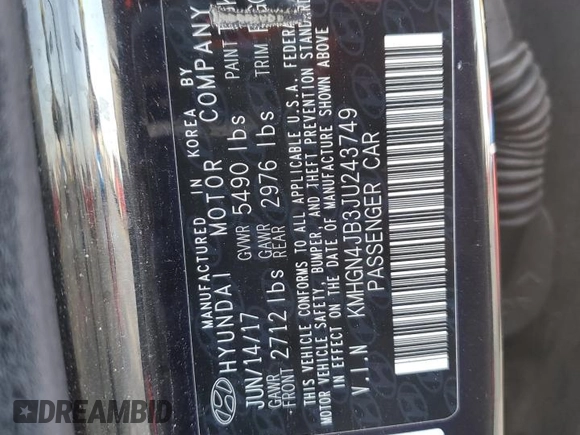 MANUFACTURED IN KOREA BY
HYUNDAI MOTOR COMPANY
JUN/14/17 GVWR 5490 lbs PAINT
GAWR FRONT 2712 lbs GAWR REAR 2976 lbs TRIM
THIS VEHICLE CONFORMS TO ALL APPLICABLE U.S.A. FEDERAL
MOTOR VEHICLE SAFETY, BUMPER, AND THEFT PREVENTION STANDARDS
IN EFFECT ON THE DATE OF MANUFACTURE SHOWN ABOVE
V.I.N KMHGN4JB3JU243749
PASSENGER CAR
DREAMBID